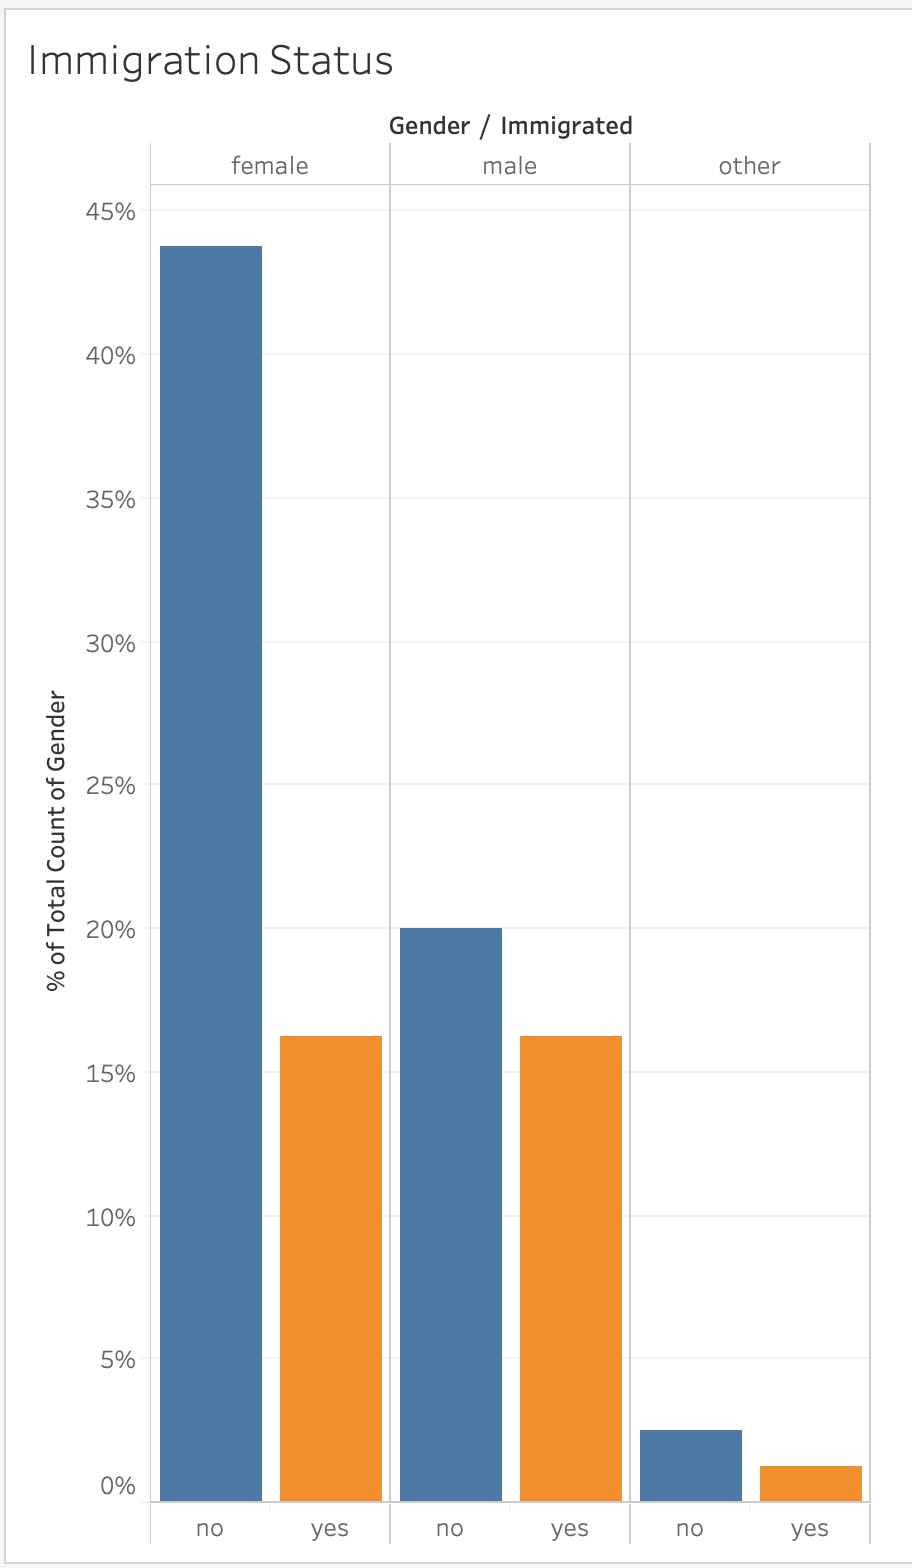 Immigration Status
Gender / Immigrated
female male other
45%
40%
35%
30%
25%
20%
15%
10%
5%
0%
% of Total Count of Gender
no yes no yes no yes